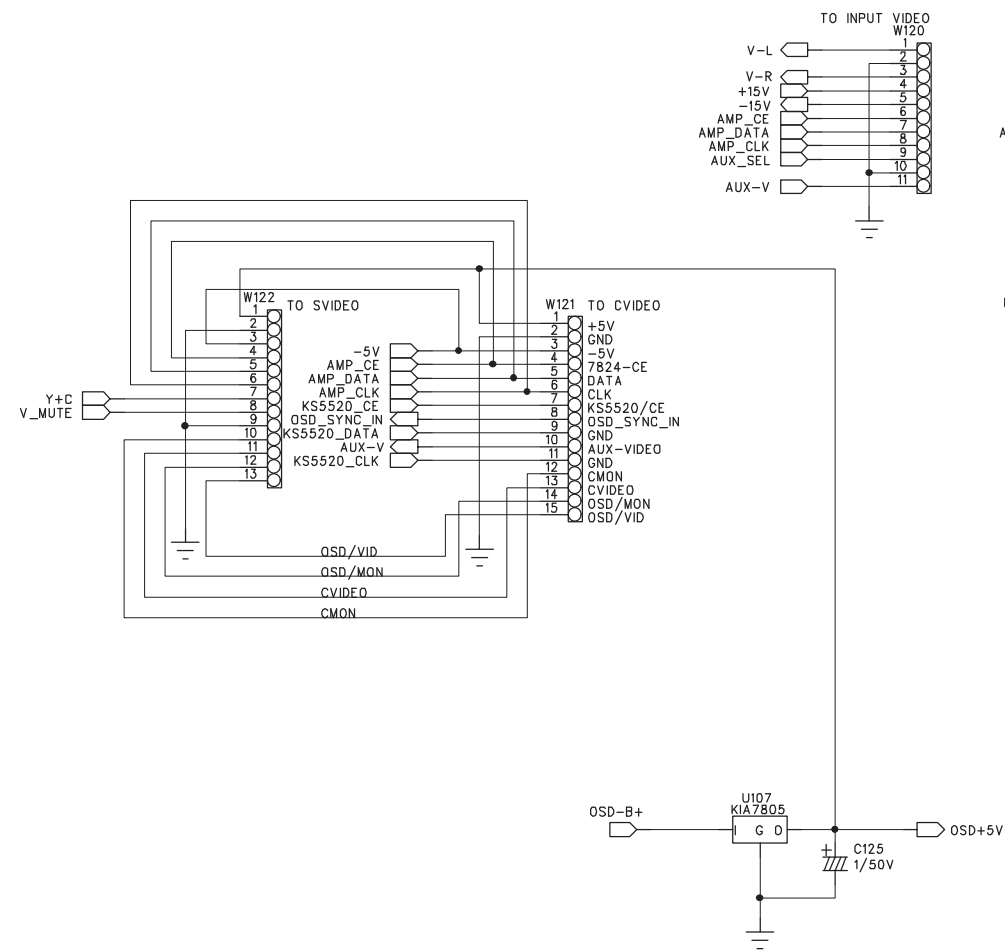 TO INPUT VIDEO
W120
V-L
1
2
V-R
3
+15V
4
-15V
5
AMP_CE
6
AMP_DATA
7
AMP_CLK
8
AUX_SEL
9
10
AUX-V
11
W122
TO SVIDEO
1
2
3
4
5
6
7
8
9
10
11
12
13
Y+C
V_MUTE
-5V
AMP_CE
AMP_DATA
AMP_CLK
KS5520_CE
OSD_SYNC_IN
KS5520_DATA
AUX-V
KS5520_CLK
W121
TO CVIDEO
1
2
3
4
5
6
7
8
9
10
11
12
13
14
15
+5V
GND
-5V
7824-CE
DATA
CLK
KS5520/CE
OSD_SYNC_IN
GND
AUX-VIDEO
GND
CMON
CVIDEO
OSD/MON
OSD/VID
OSD/VID
OSD/MON
CVIDEO
CMON
U107
KIA7805
OSD-B+
I G O
OSD+5V
+
C125
1/50V